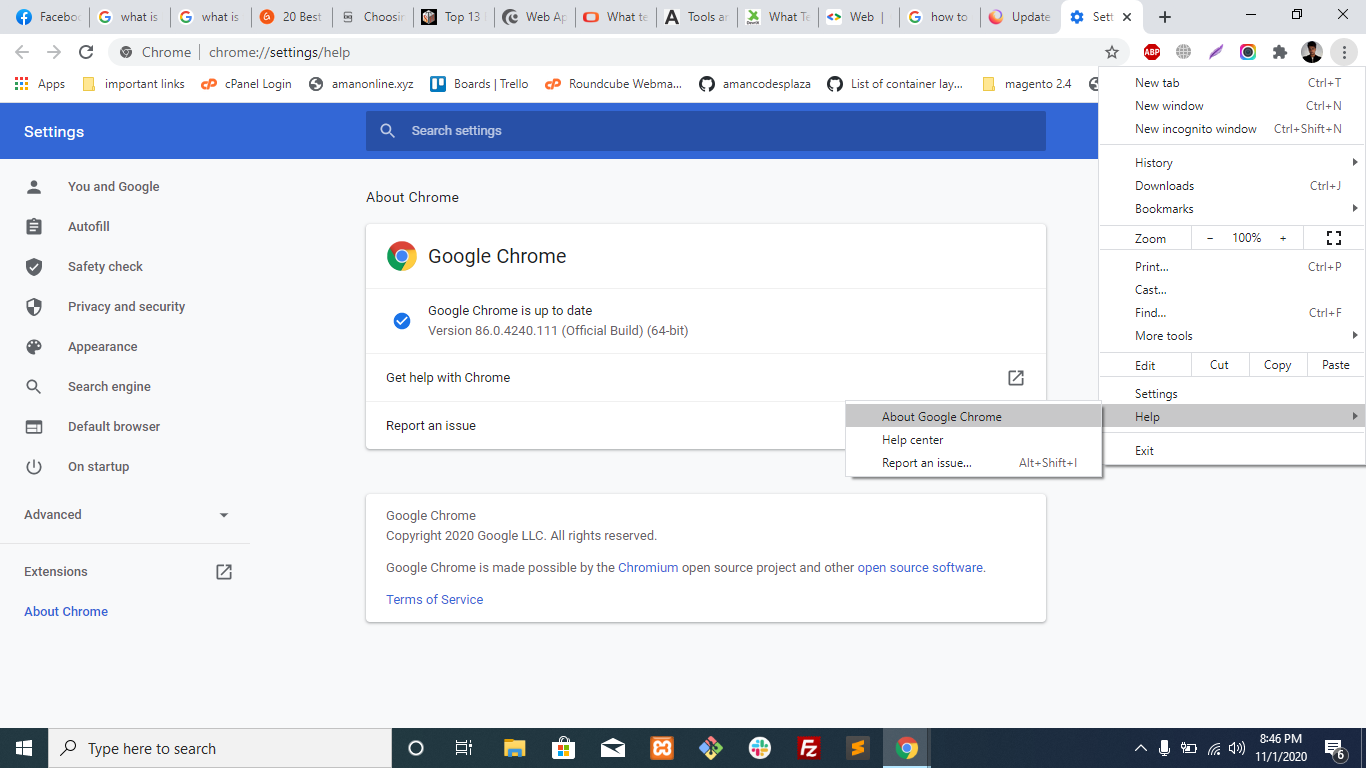 Facebo
what is
what is
20 Best
Choosin
Top 13
Web Ap
What te
Tools ar
What Te
Web |
how to
Update
Sett
Chrome | chrome://settings/help
ABP
Apps
important links
cPanel Login
amanonline.xyz
Boards | Trello
Roundcube Webma...
amancodesplaza
List of container lay...
magento 2.4
Settings
Search settings
You and Google
Autofill
Safety check
Privacy and security
Appearance
Search engine
Default browser
On startup
Advanced
Extensions
About Chrome
About Chrome
Google Chrome
Google Chrome is up to date
Version 86.0.4240.111 (Official Build) (64-bit)
Get help with Chrome
Report an issue
Google Chrome
Copyright 2020 Google LLC. All rights reserved.
Google Chrome is made possible by the Chromium open source project and other open source software.
Terms of Service
New tab Ctrl+T
New window Ctrl+N
New incognito window Ctrl+Shift+N
History
Downloads Ctrl+J
Bookmarks
Zoom − 100% +
Print... Ctrl+P
Cast...
Find... Ctrl+F
More tools
Edit Cut Copy Paste
Settings
Help
Exit
About Google Chrome
Help center
Report an issue... Alt+Shift+I
Type here to search
8:46 PM
11/1/2020
6